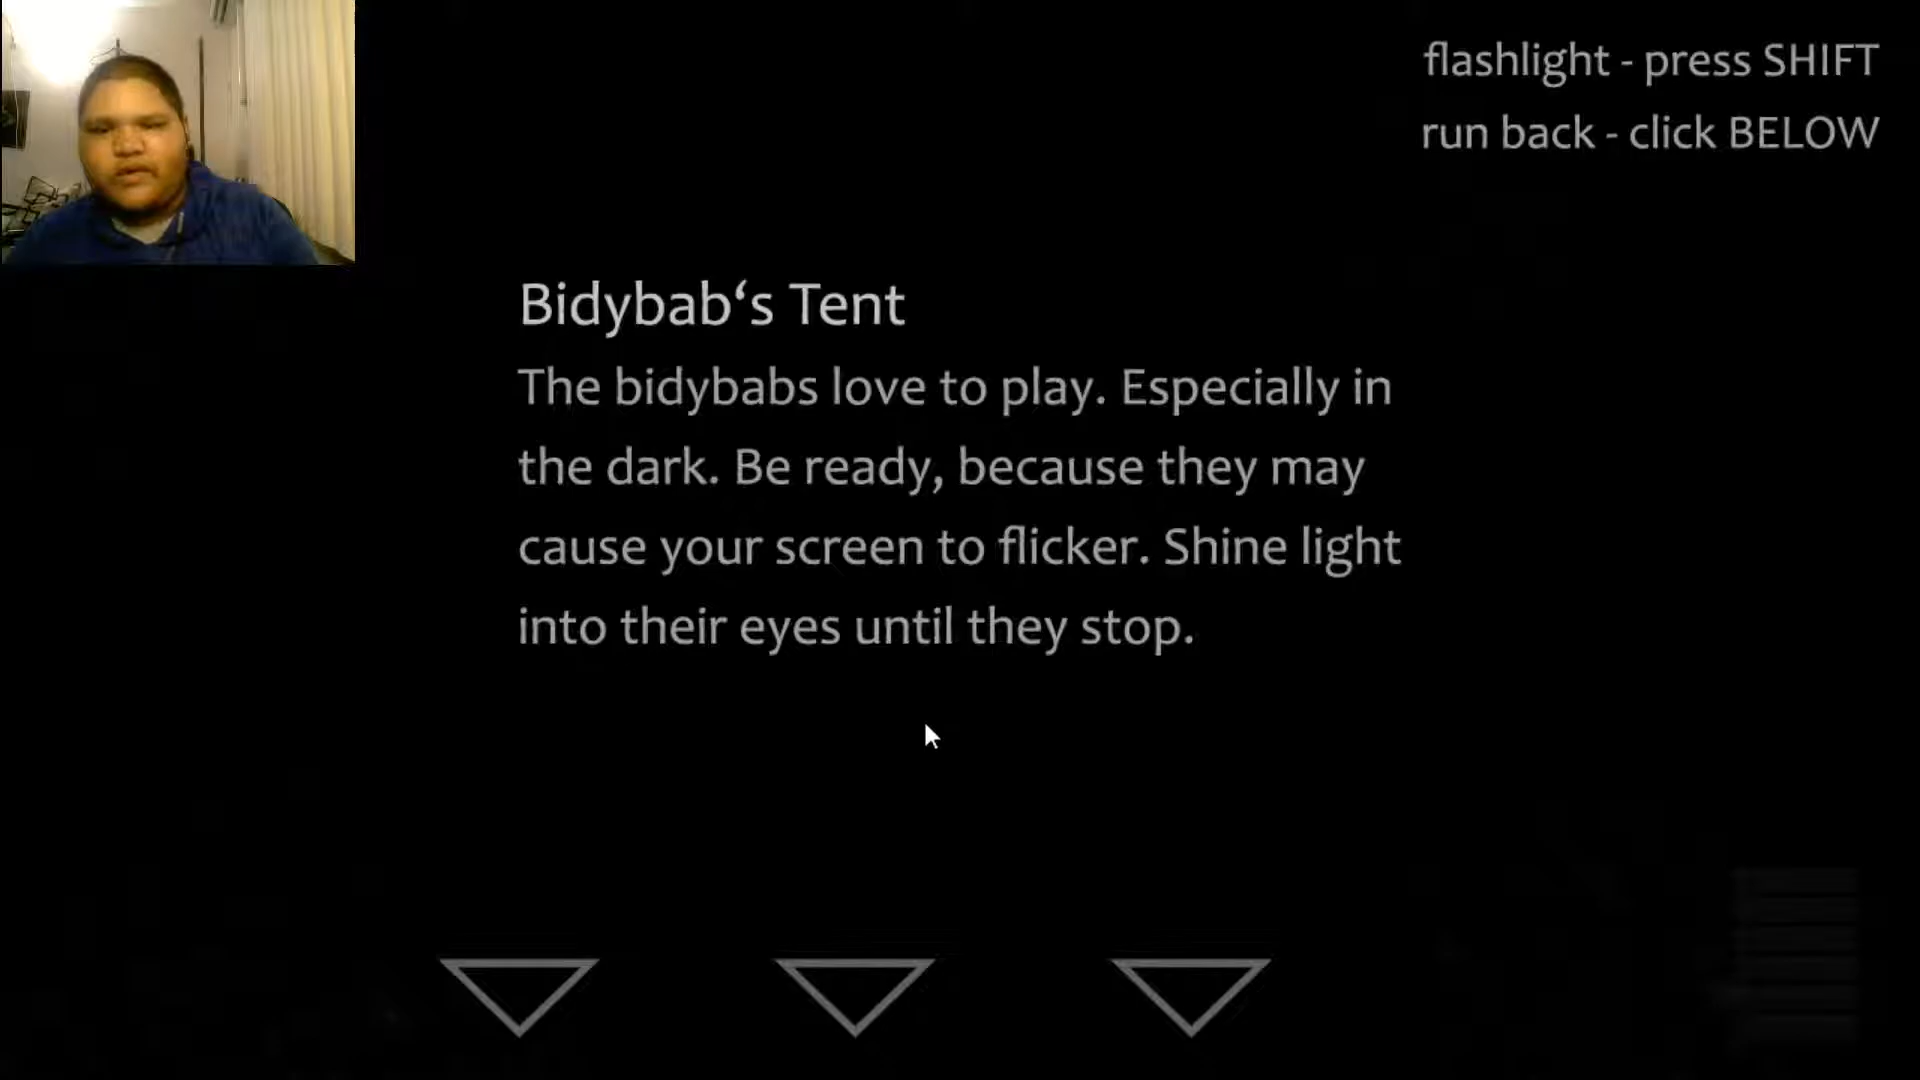 flashlight - press SHIFT
run back - click BELOW
Bidybab‘s Tent
The bidybabs love to play. Especially in
the dark. Be ready, because they may
cause your screen to flicker. Shine light
into their eyes until they stop.